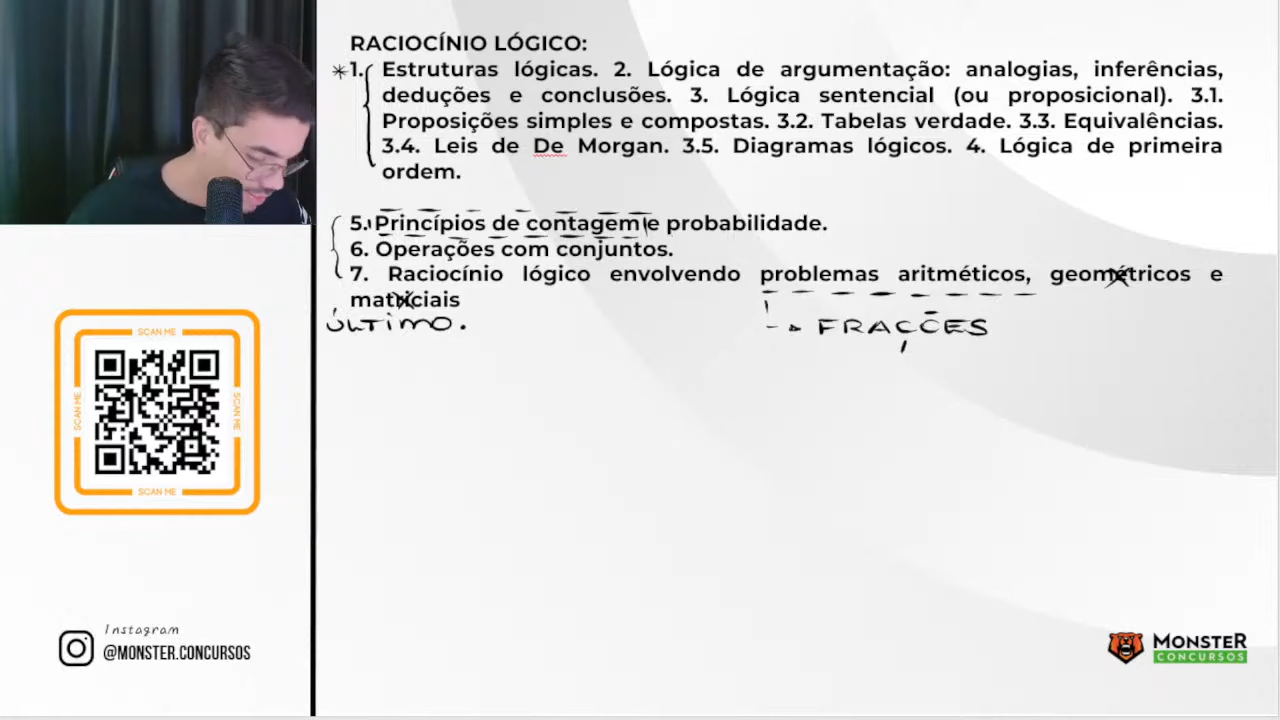 RACIOCÍNIO LÓGICO:
*1. Estruturas lógicas. 2. Lógica de argumentação: analogias, inferências,
deduções e conclusões. 3. Lógica sentencial (ou proposicional). 3.1.
Proposições simples e compostas. 3.2. Tabelas verdade. 3.3. Equivalências.
3.4. Leis de De Morgan. 3.5. Diagramas lógicos. 4. Lógica de primeira
ordem.
5. Princípios de contagem e probabilidade.
6. Operações com conjuntos.
7. Raciocínio lógico envolvendo problemas aritméticos, geométricos e
matriciais
ÚLTIMO.
FRAÇÕES
SCAN ME
SCAN ME
SCAN ME
SCAN ME
Instagram
@MONSTER.CONCURSOS
MONSTER
CONCURSOS